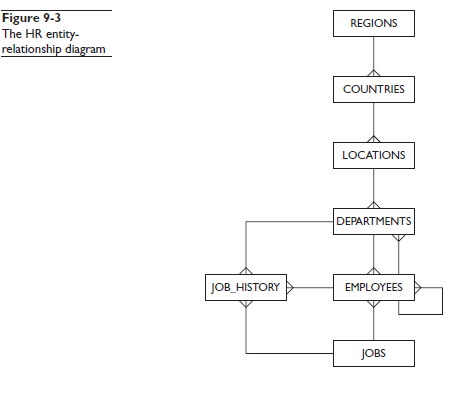 Figure 9-3
The HR entity-
relationship diagram
REGIONS
COUNTRIES
LOCATIONS
DEPARTMENTS
JOB_HISTORY
EMPLOYEES
JOBS